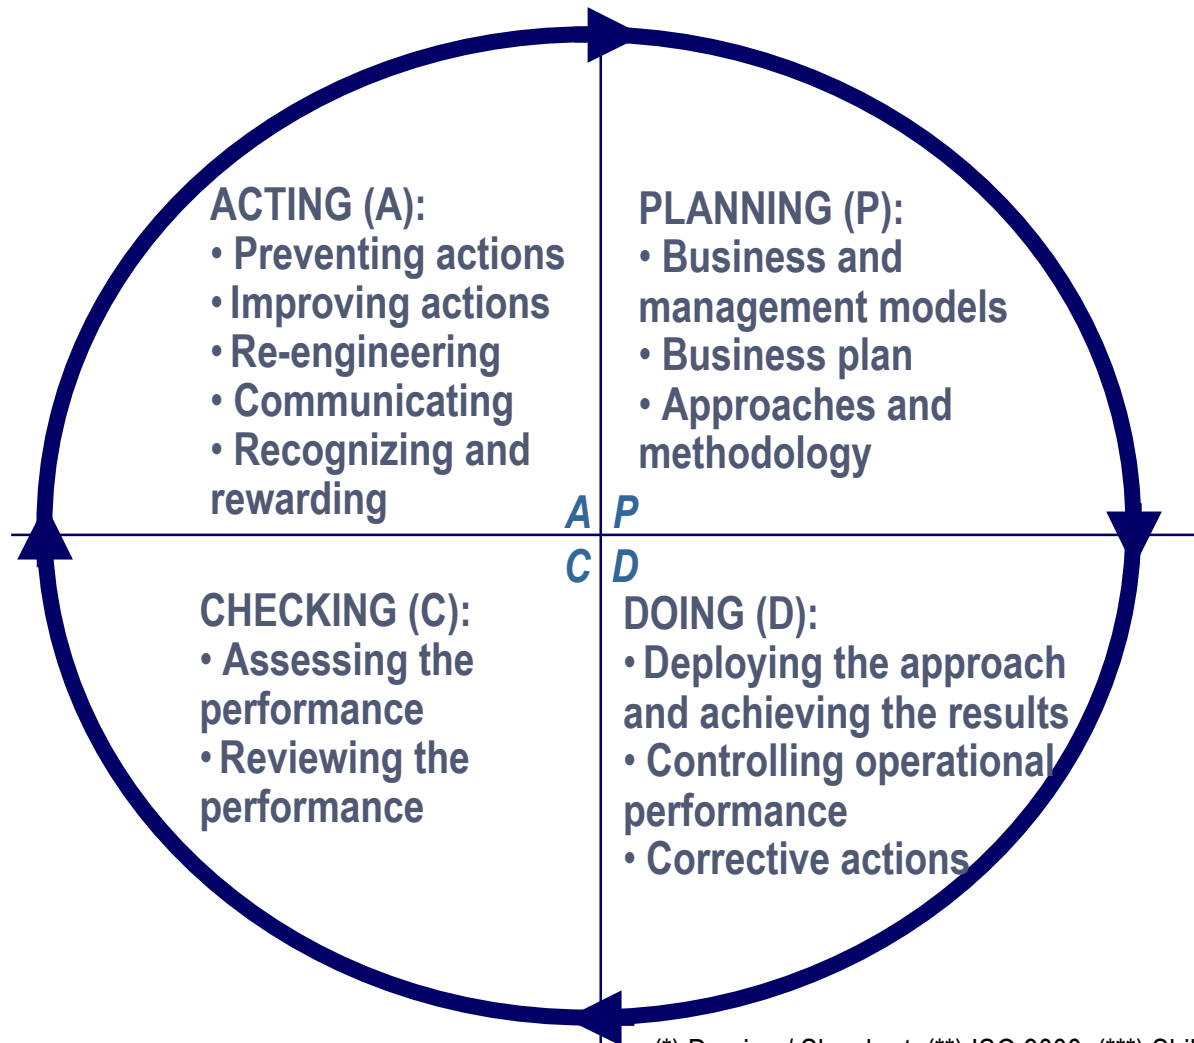 ACTING (A):
• Preventing actions
• Improving actions
• Re-engineering
• Communicating
• Recognizing and
rewarding
PLANNING (P):
• Business and
management models
• Business plan
• Approaches and
methodology
A P
C D
CHECKING (C):
• Assessing the
performance
• Reviewing the
performance
DOING (D):
• Deploying the approach
and achieving the results
• Controlling operational
performance
• Corrective actions